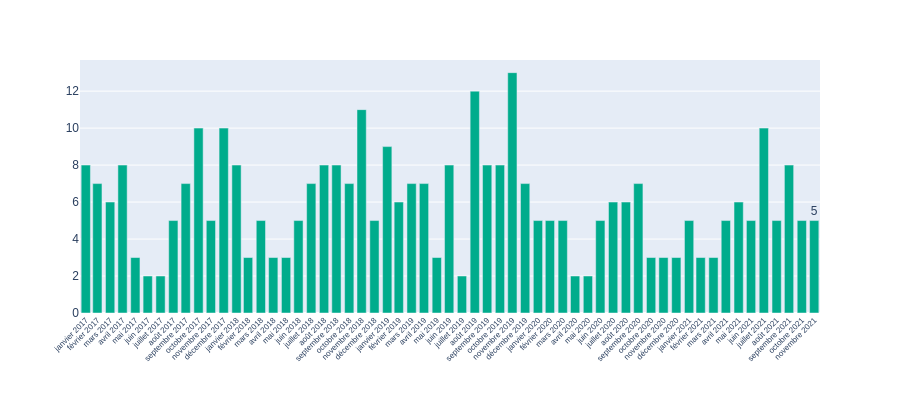 12
10
8
6
4
2
0
5
janvier 2017
février 2017
mars 2017
avril 2017
mai 2017
juin 2017
juillet 2017
août 2017
septembre 2017
octobre 2017
novembre 2017
décembre 2017
janvier 2018
février 2018
mars 2018
avril 2018
mai 2018
juin 2018
juillet 2018
août 2018
septembre 2018
octobre 2018
novembre 2018
décembre 2018
janvier 2019
février 2019
mars 2019
avril 2019
mai 2019
juin 2019
juillet 2019
août 2019
septembre 2019
octobre 2019
novembre 2019
décembre 2019
janvier 2020
février 2020
mars 2020
avril 2020
mai 2020
juin 2020
juillet 2020
août 2020
septembre 2020
octobre 2020
novembre 2020
décembre 2020
janvier 2021
février 2021
mars 2021
avril 2021
mai 2021
juin 2021
juillet 2021
août 2021
septembre 2021
octobre 2021
novembre 2021